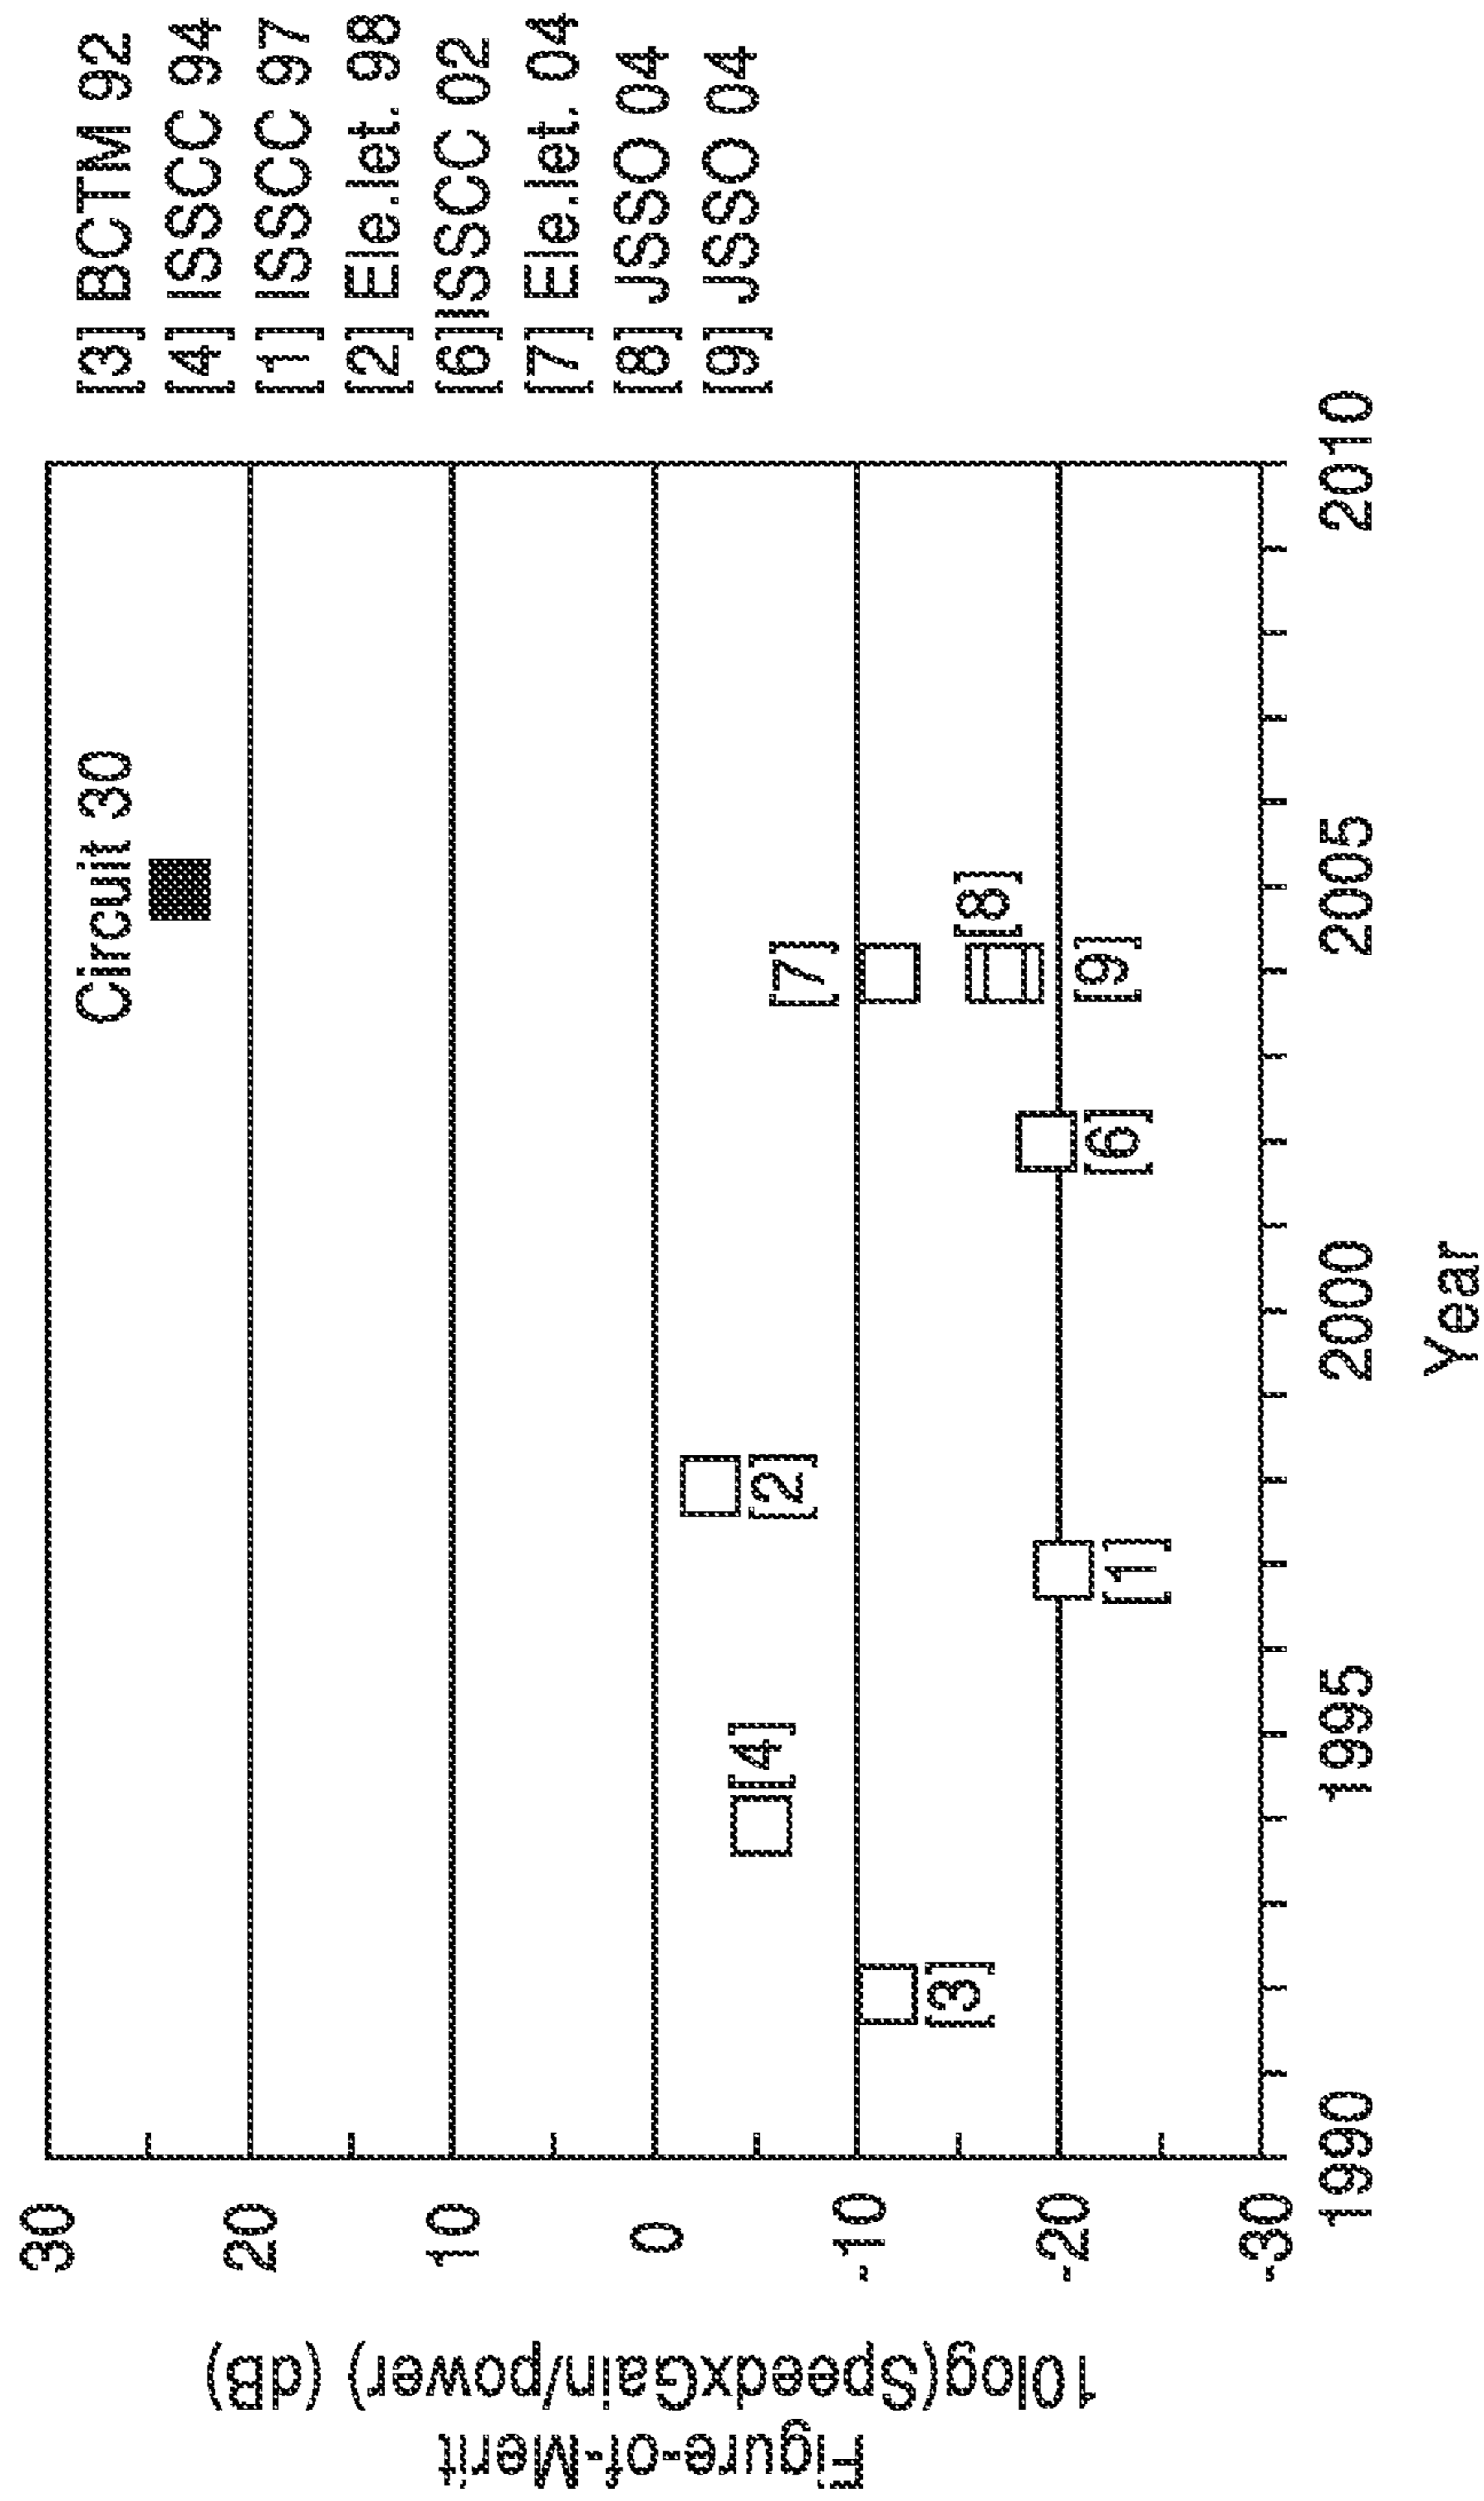 Figure-of-Merit
10log(SpeedxGain/power) (dB)
30
20
10
0
-10
-20
-30
1990
1995
2000
2005
2010
Year
Circuit 30
[3]
[4]
[1]
[2]
[6]
[7]
[8]
[9]
[3] BCTM 92
[4] ISSCC 94
[1] ISSCC 97
[2] Ele.let. 98
[6]ISSCC 02
[7] Ele.let. 04
[8] JSSO 04
[9] JSSO 04